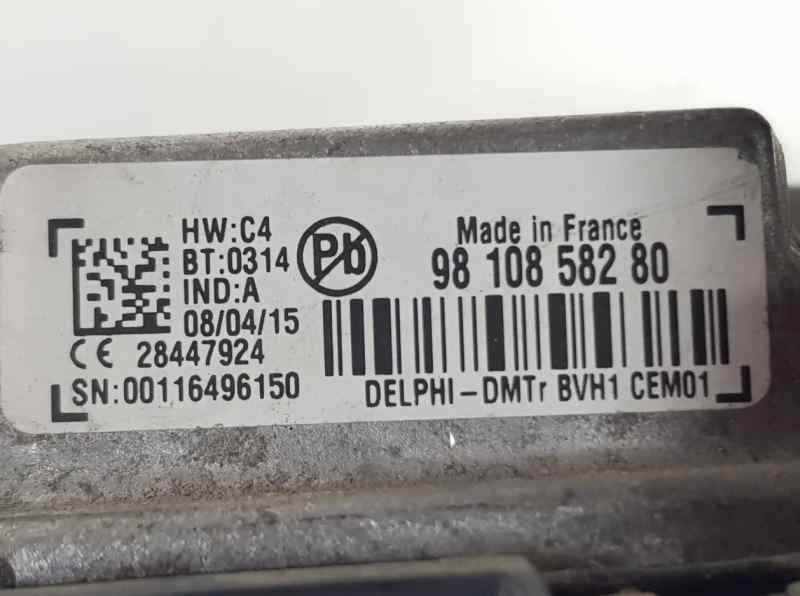 HW:C4
BT:0314
IND:A
08/04/15
CE 28447924
SN:00116496150
Pb
Made in France
98 108 582 80
DELPHI-DMTr BVH1 CEM01